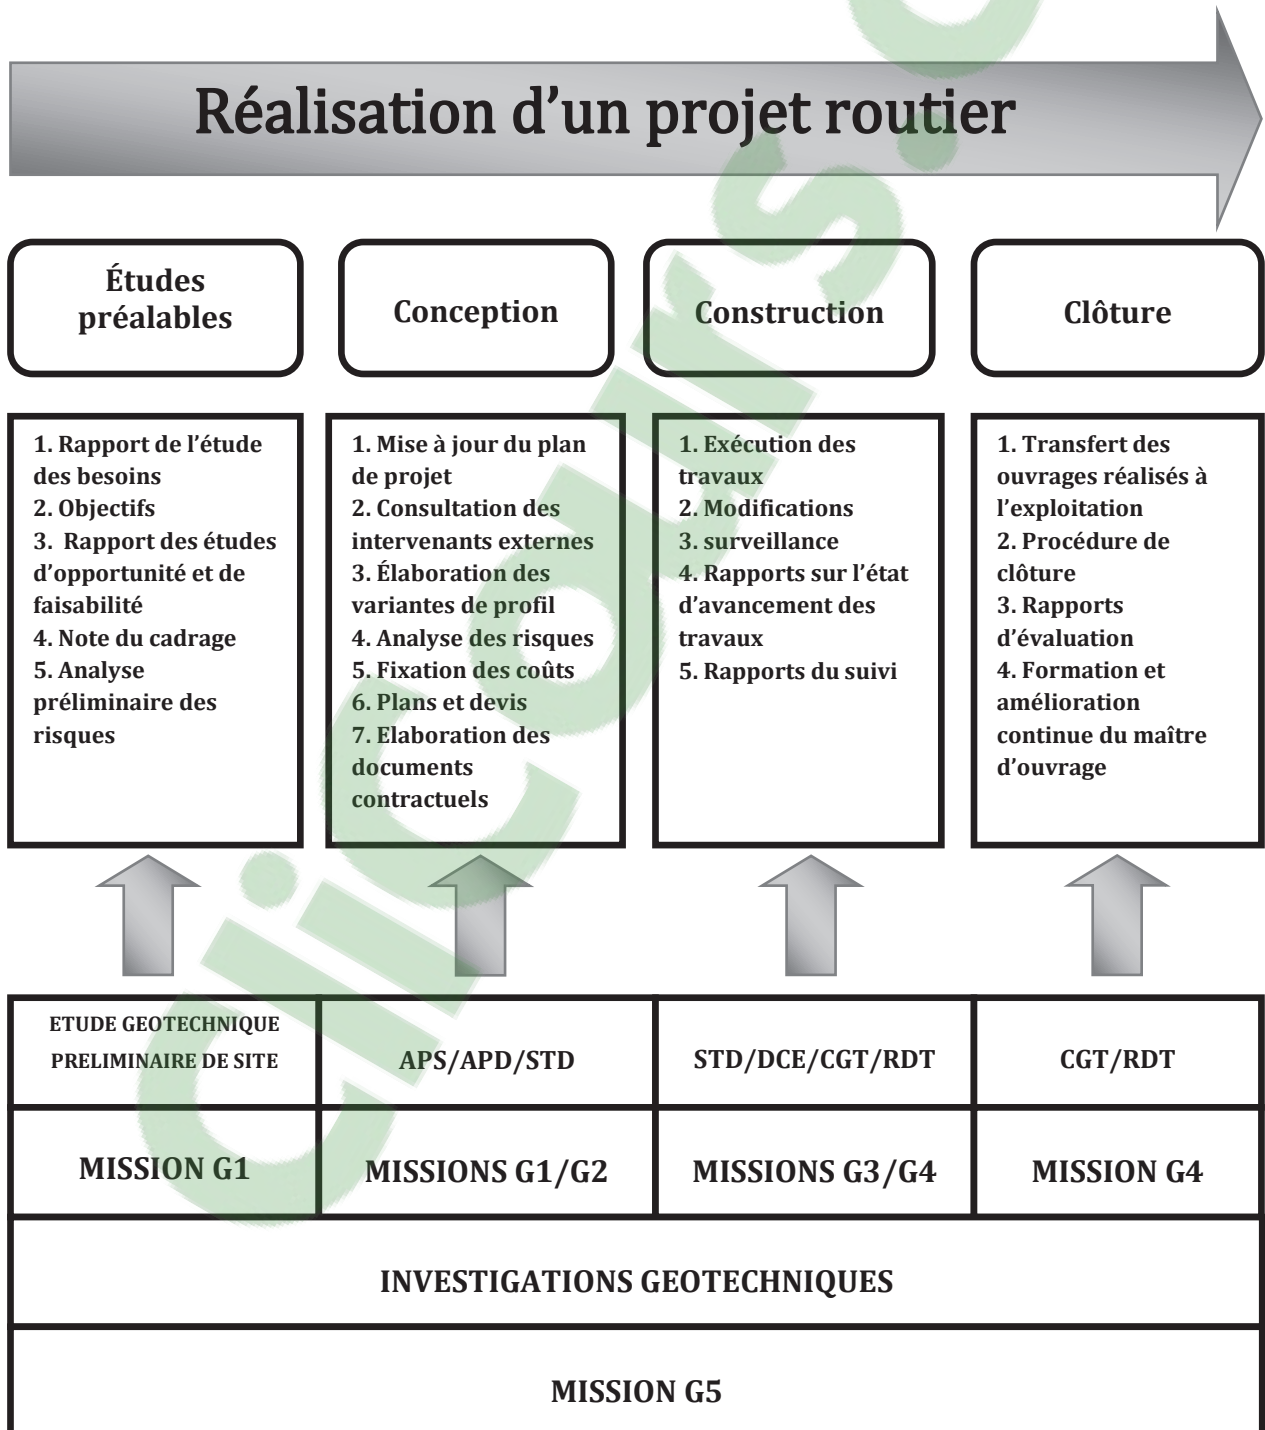 Réalisation d’un projet routier
Études
préalables
Conception
Construction
Clôture
1. Rapport de l’étude
des besoins
2. Objectifs
3. Rapport des études
d’opportunité et de
faisabilité
4. Note du cadrage
5. Analyse
préliminaire des
risques
1. Mise à jour du plan
de projet
2. Consultation des
intervenants externes
3. Élaboration des
variantes de profil
4. Analyse des risques
5. Fixation des coûts
6. Plans et devis
7. Elaboration des
documents
contractuels
1. Exécution des
travaux
2. Modifications
3. surveillance
4. Rapports sur l’état
d’avancement des
travaux
5. Rapports du suivi
1. Transfert des
ouvrages réalisés à
l’exploitation
2. Procédure de
clôture
3. Rapports
d’évaluation
4. Formation et
amélioration
continue du maître
d’ouvrage
ETUDE GEOTECHNIQUE
PRELIMINAIRE DE SITE
APS/APD/STD
STD/DCE/CGT/RDT
CGT/RDT
MISSION G1
MISSIONS G1/G2
MISSIONS G3/G4
MISSION G4
INVESTIGATIONS GEOTECHNIQUES
MISSION G5